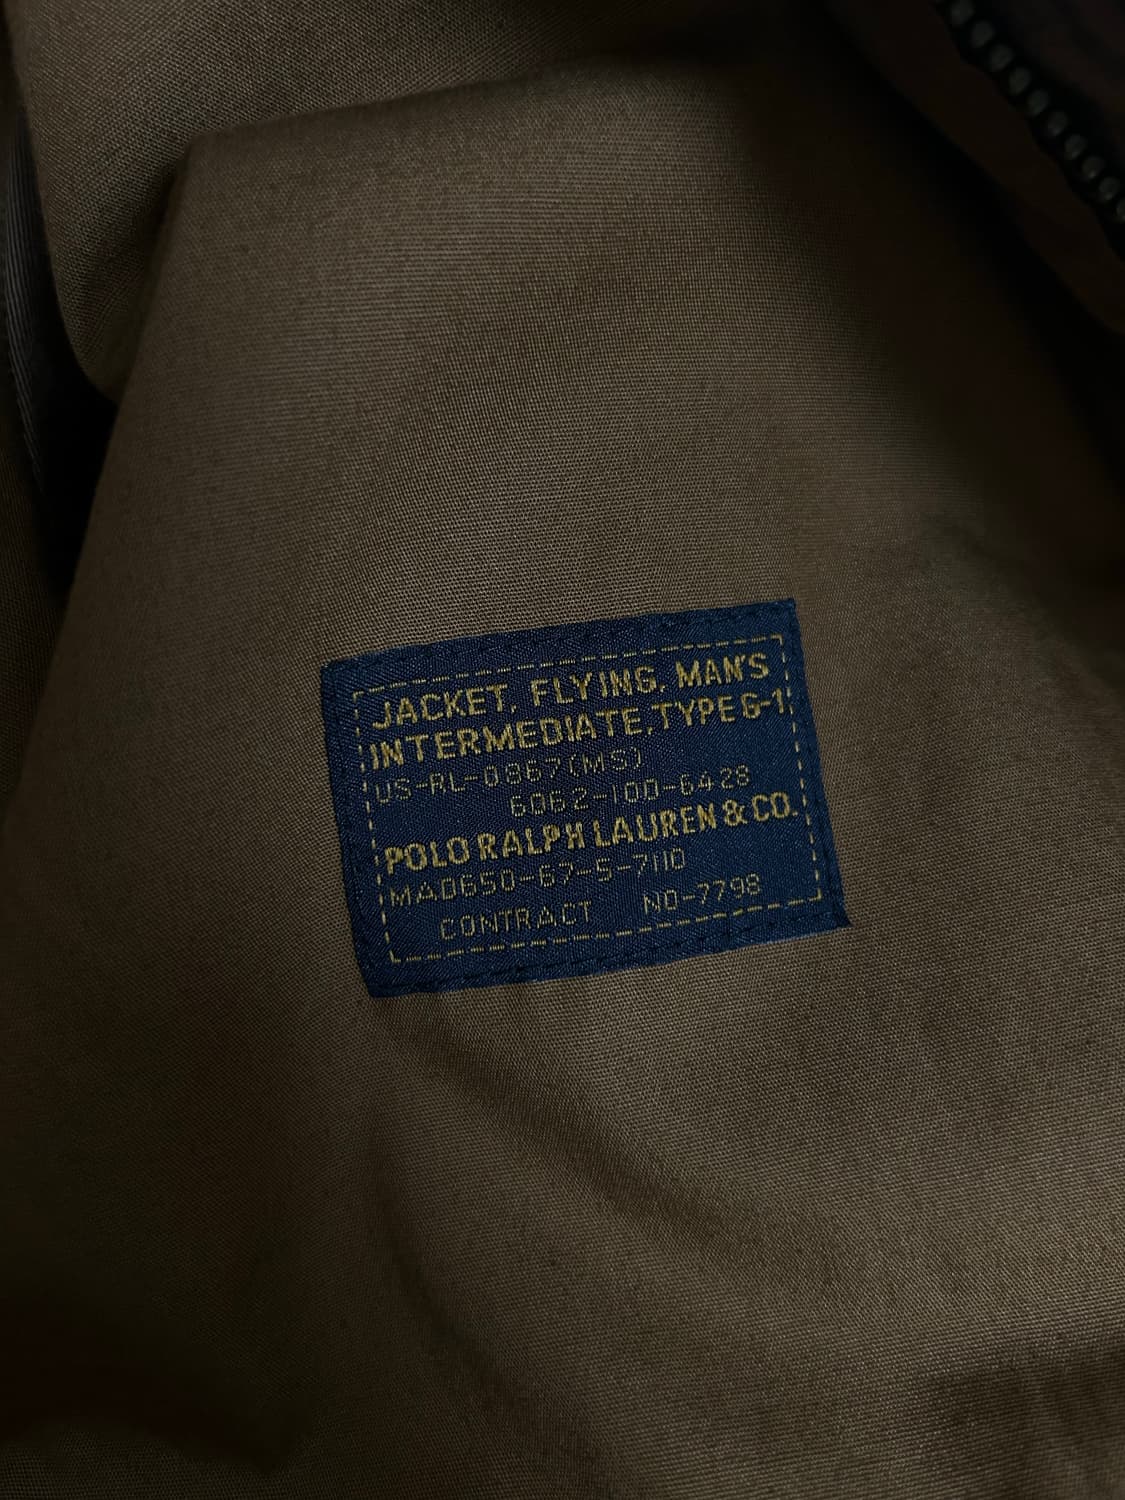 JACKET, FLYING, MAN'S
INTERMEDIATE, TYPE G-1
US-RL-0867(MS)
6062-100-6428
POLO RALPH LAUREN & CO.
MA0650-67-5-7110
CONTRACT NO-7798